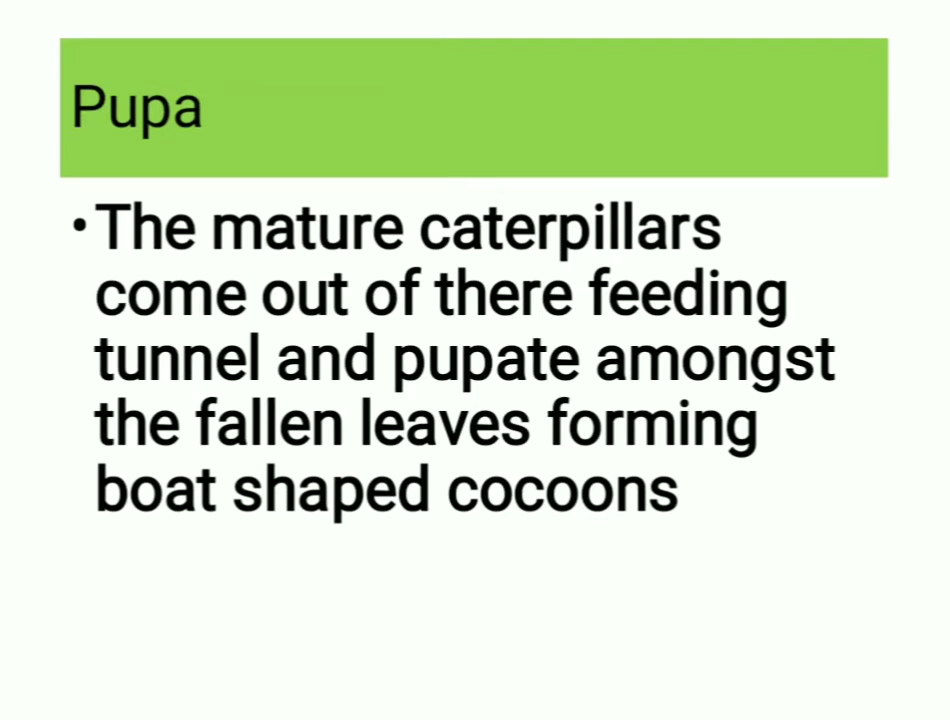 Pupa
•The mature caterpillars
come out of there feeding
tunnel and pupate amongst
the fallen leaves forming
boat shaped cocoons